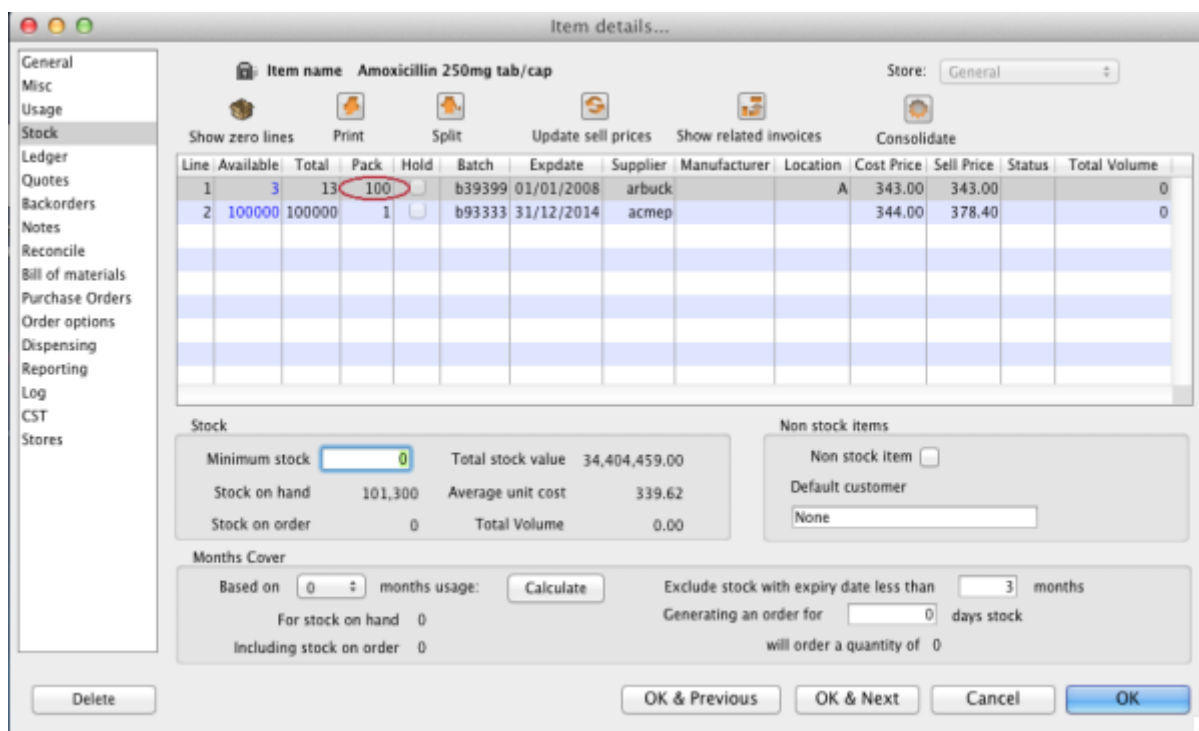 Item details...
General
Misc
Usage
Stock
Ledger
Quotes
Backorders
Notes
Reconcile
Bill of materials
Purchase Orders
Order options
Dispensing
Reporting
Log
CST
Stores
Item name Amoxicillin 250mg tab/cap
Store: General
Show zero lines Print Split Update sell prices Show related invoices Consolidate
Line Available Total Pack Hold Batch Expdate Supplier Manufacturer Location Cost Price Sell Price Status Total Volume
1 3 13 100 b39399 01/01/2008 arbuck A 343.00 343.00 0
2 100000 100000 1 b93333 31/12/2014 acmep 344.00 378.40 0
Stock
Minimum stock 0 Total stock value 34,404,459.00
Stock on hand 101,300 Average unit cost 339.62
Stock on order 0 Total Volume 0.00
Non stock items
Non stock item
Default customer
None
Months Cover
Based on 0 months usage: Calculate
For stock on hand 0
Including stock on order 0
Exclude stock with expiry date less than 3 months
Generating an order for 0 days stock
will order a quantity of 0
Delete OK & Previous OK & Next Cancel OK